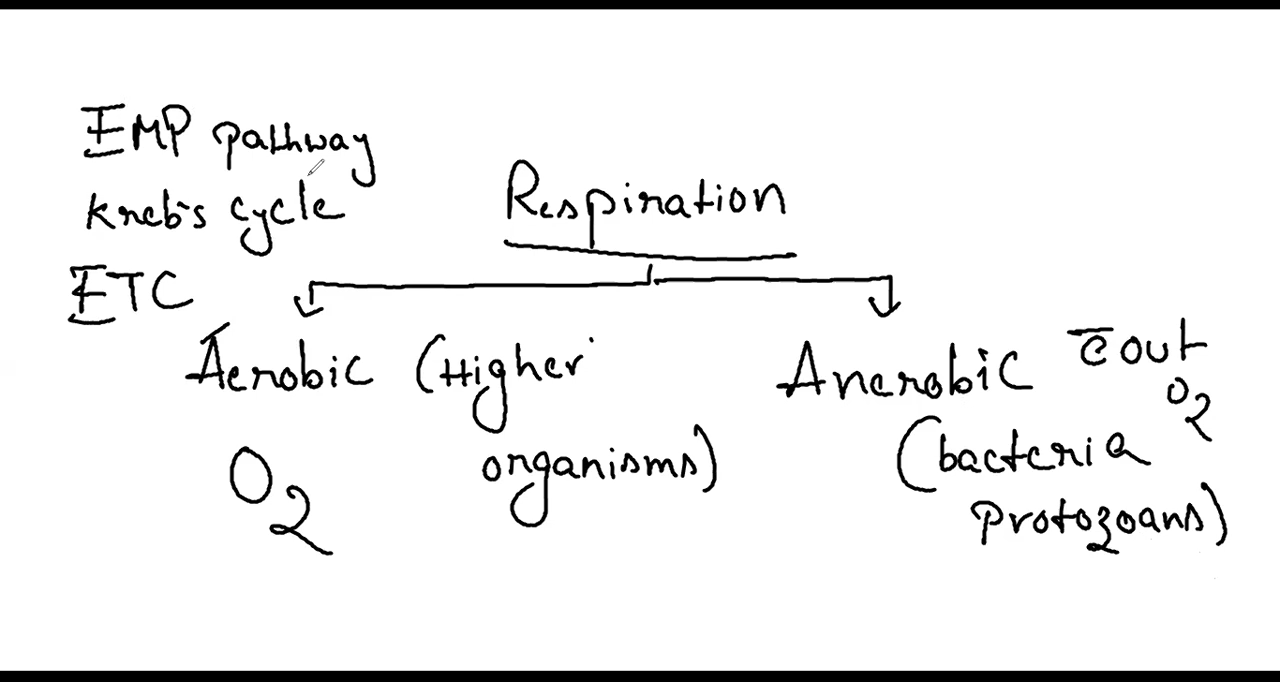 EMP pathway
Kreb's cycle
ETC
Respiration
Aerobic (Higher
organisms)
O2
Anerobic c̄out
O2
(bacteria
protozoans)